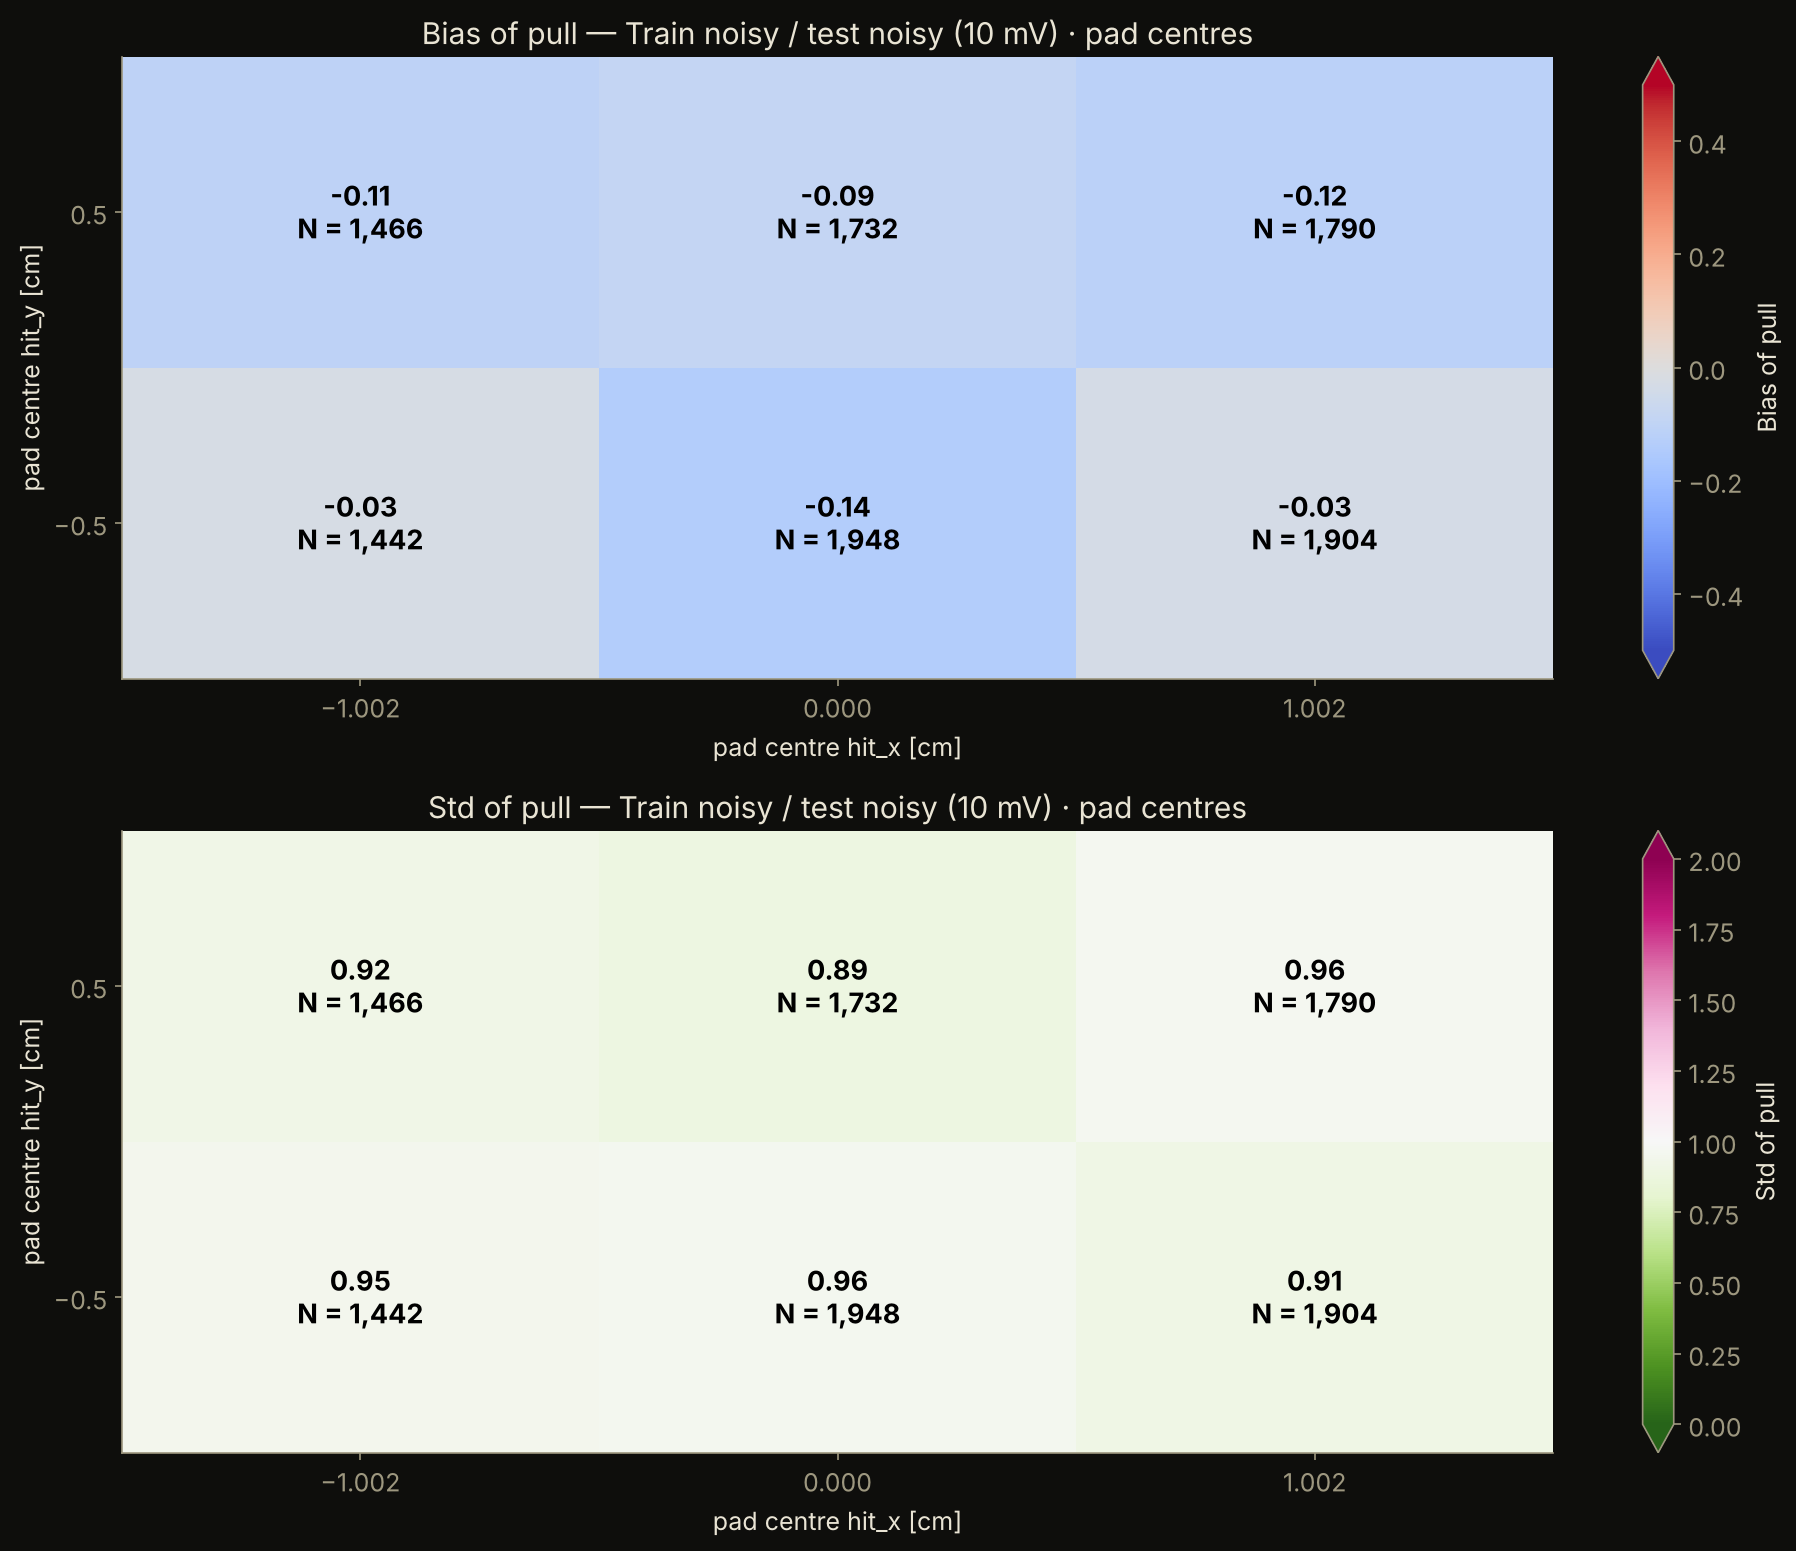 Bias of pull — Train noisy / test noisy (10 mV) · pad centres
pad centre hit_y [cm]
0.5
−0.5
-0.11
N = 1,466
-0.09
N = 1,732
-0.12
N = 1,790
-0.03
N = 1,442
-0.14
N = 1,948
-0.03
N = 1,904
−1.002
0.000
1.002
pad centre hit_x [cm]
0.4
0.2
0.0
−0.2
−0.4
Bias of pull
Std of pull — Train noisy / test noisy (10 mV) · pad centres
pad centre hit_y [cm]
0.5
−0.5
0.92
N = 1,466
0.89
N = 1,732
0.96
N = 1,790
0.95
N = 1,442
0.96
N = 1,948
0.91
N = 1,904
−1.002
0.000
1.002
pad centre hit_x [cm]
2.00
1.75
1.50
1.25
1.00
0.75
0.50
0.25
0.00
Std of pull